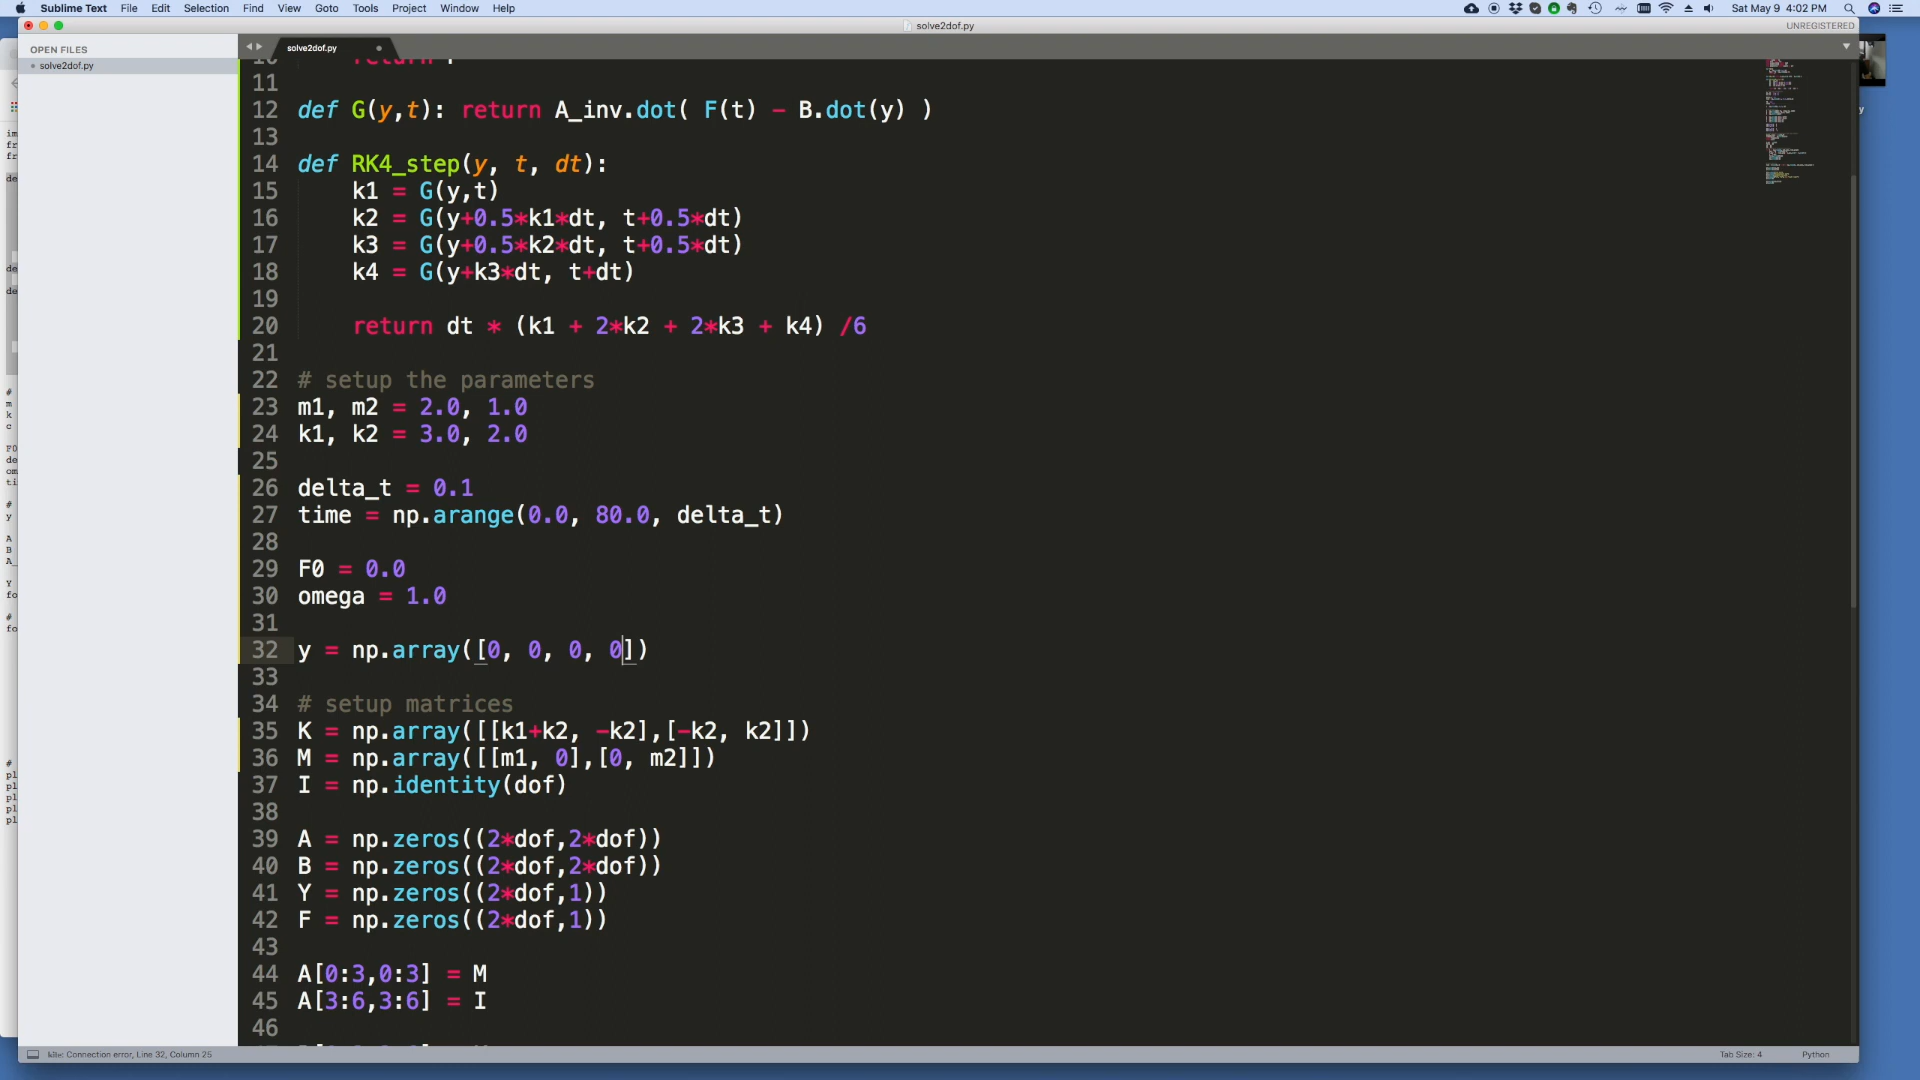 Sublime Text File Edit Selection Find View Goto Tools Project Window Help Sat May 9 4:02 PM
solve2dof.py UNREGISTERED
OPEN FILES
solve2dof.py
solve2dof.py
11
12 def G(y,t): return A_inv.dot( F(t) - B.dot(y) )
13
14 def RK4_step(y, t, dt):
15 k1 = G(y,t)
16 k2 = G(y+0.5*k1*dt, t+0.5*dt)
17 k3 = G(y+0.5*k2*dt, t+0.5*dt)
18 k4 = G(y+k3*dt, t+dt)
19
20 return dt * (k1 + 2*k2 + 2*k3 + k4) /6
21
22 # setup the parameters
23 m1, m2 = 2.0, 1.0
24 k1, k2 = 3.0, 2.0
25
26 delta_t = 0.1
27 time = np.arange(0.0, 80.0, delta_t)
28
29 F0 = 0.0
30 omega = 1.0
31
32 y = np.array([0, 0, 0, 0])
33
34 # setup matrices
35 K = np.array([[k1+k2, -k2],[-k2, k2]])
36 M = np.array([[m1, 0],[0, m2]])
37 I = np.identity(dof)
38
39 A = np.zeros((2*dof,2*dof))
40 B = np.zeros((2*dof,2*dof))
41 Y = np.zeros((2*dof,1))
42 F = np.zeros((2*dof,1))
43
44 A[0:3,0:3] = M
45 A[3:6,3:6] = I
46
kite: Connection error, Line 32, Column 25 Tab Size: 4 Python